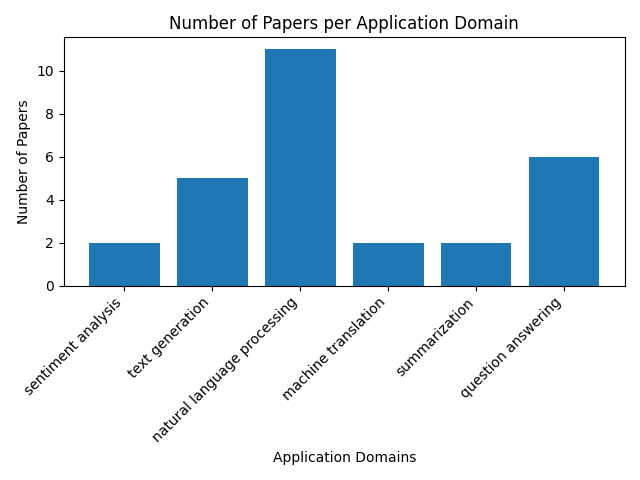 Number of Papers per Application Domain
Number of Papers
10
8
6
4
2
0
sentiment analysis
text generation
natural language processing
machine translation
summarization
question answering
Application Domains